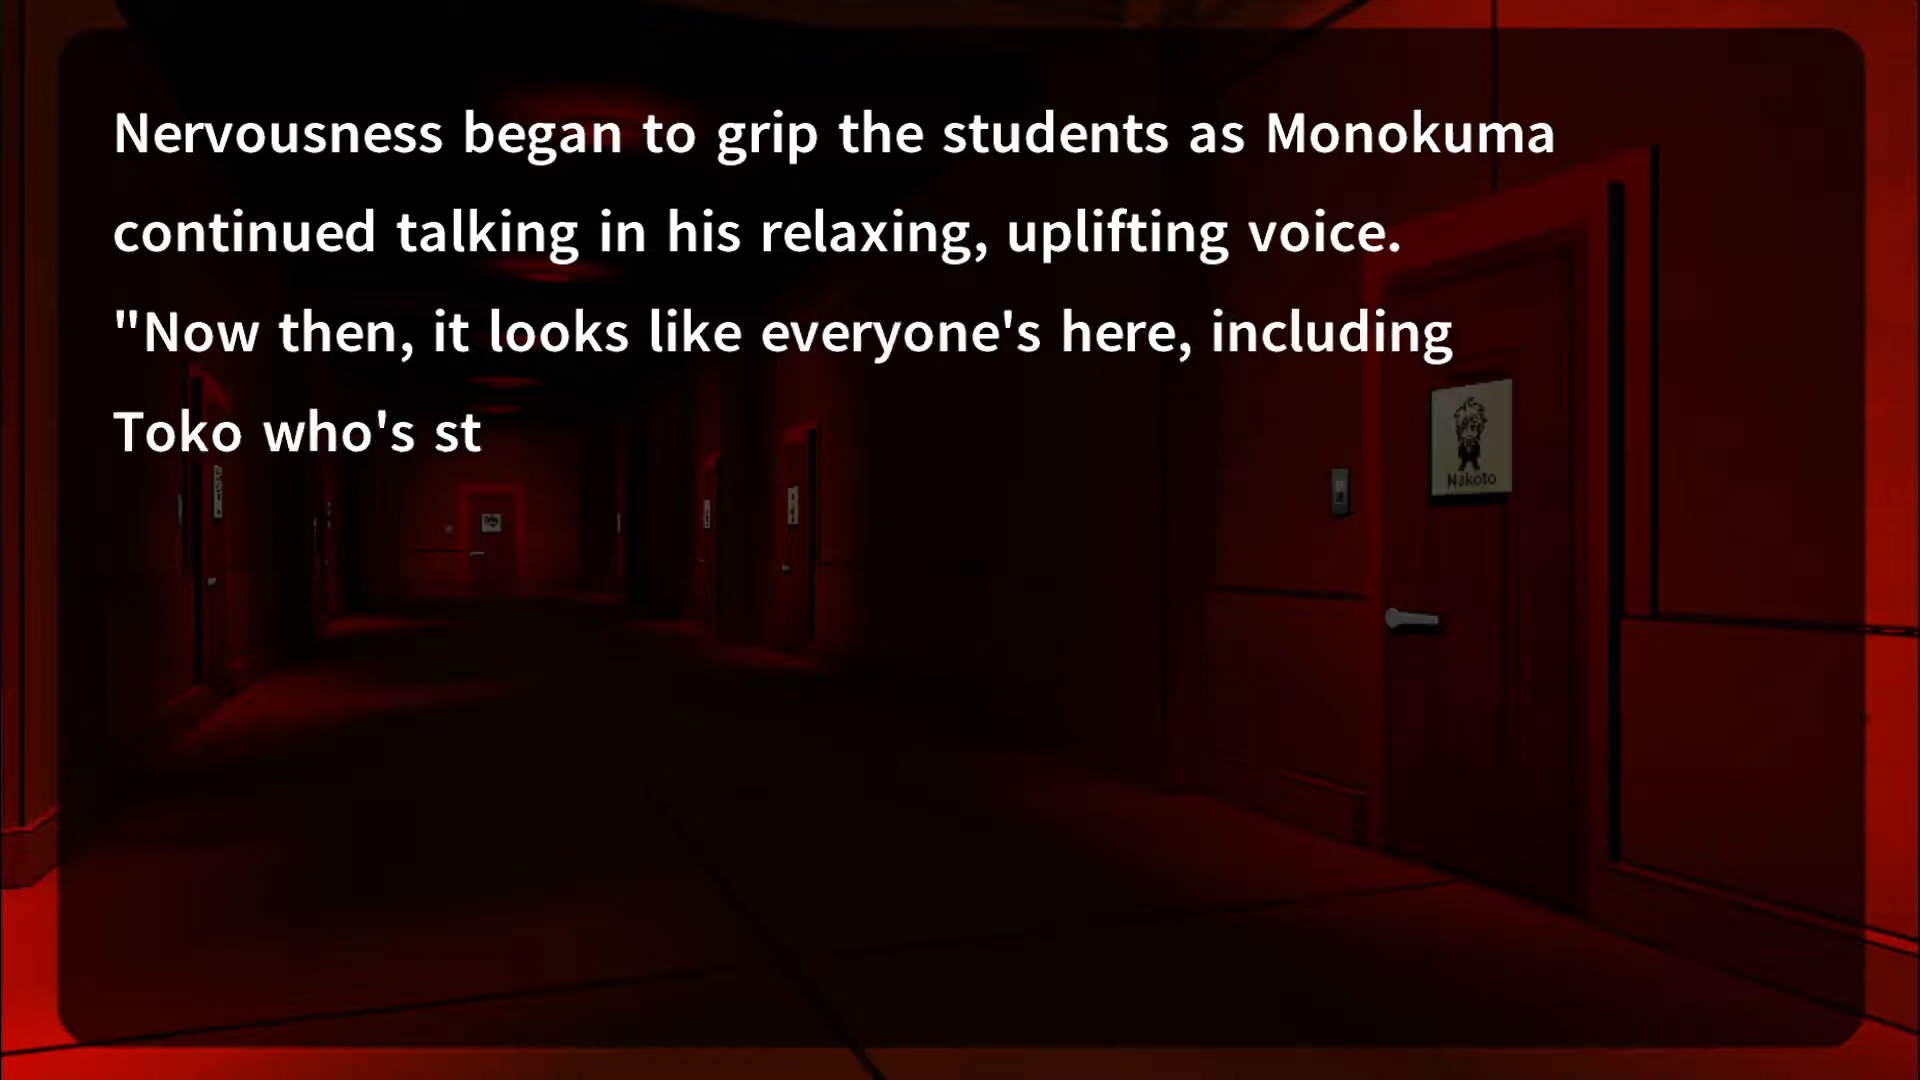 Nervousness began to grip the students as Monokuma
continued talking in his relaxing, uplifting voice.
"Now then, it looks like everyone's here, including
Toko who's st
Nakoto